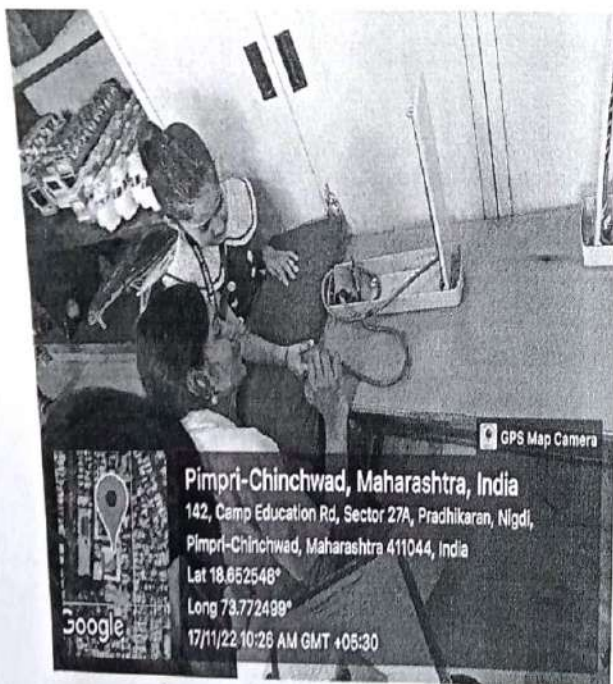 GPS Map Camera
Pimpri-Chinchwad, Maharashtra, India
142, Camp Education Rd, Sector 27A, Pradhikaran, Nigdi,
Pimpri-Chinchwad, Maharashtra 411044, India
Lat 18.652548°
Long 73.772499°
17/11/22 10:26 AM GMT +05:30
Google